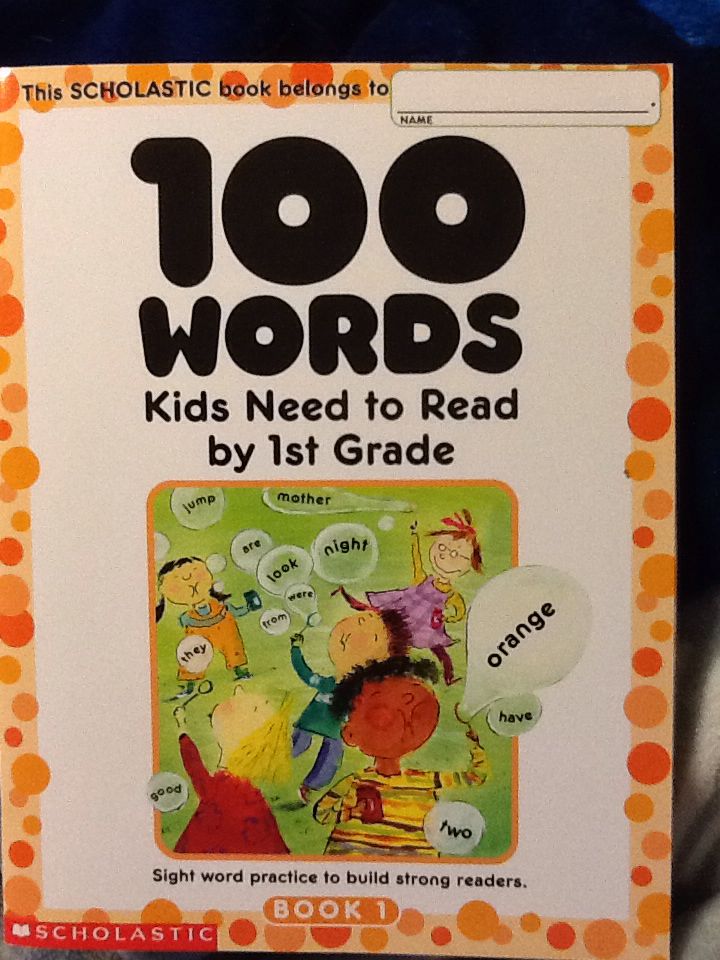 This SCHOLASTIC book belongs to
.
NAME
100
WORDS
Kids Need to Read
by 1st Grade
jump
mother
are
look
night
were
from
they
orange
have
good
two
Sight word practice to build strong readers.
BOOK 1
SCHOLASTIC